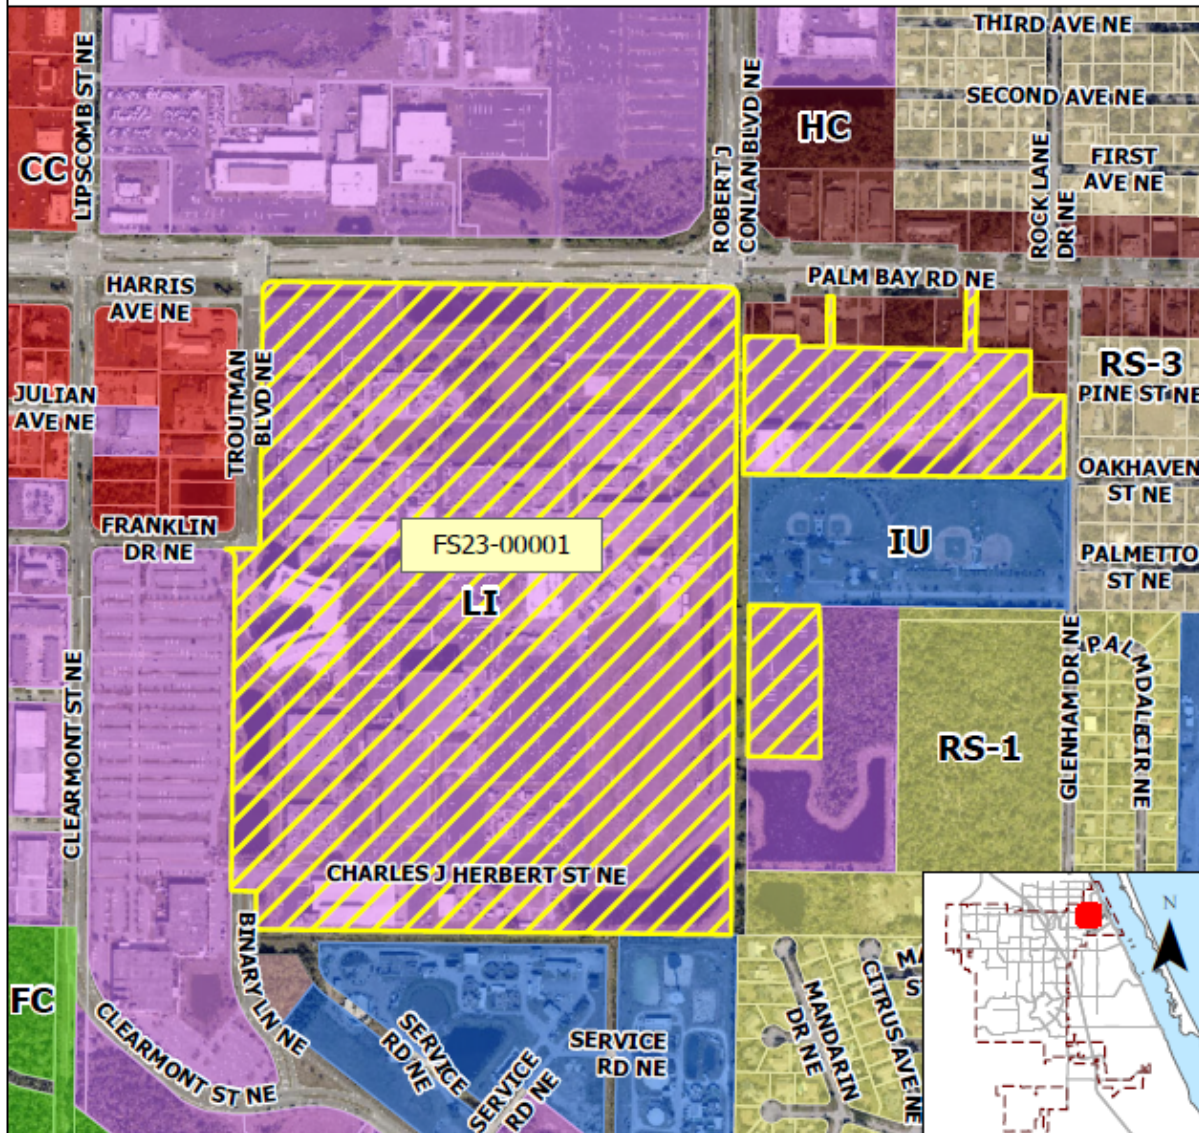 THIRD AVE NE
LIPSCOMB ST NE
CC
ROBERT J
CONLAN BLVD NE
HC
SECOND AVE NE
FIRST
AVE NE
ROCK LANE
DR NE
HARRIS
AVE NE
PALM BAY RD NE
TROUTMAN
BLVD NE
JULIAN
AVE NE
RS-3
PINE ST NE
OAKHAVEN
ST NE
FRANKLIN
DR NE
FS23-00001
LI
IU
PALMETTO
ST NE
CLEARMONT ST NE
GLENHAM DR NE
PALMDALE CIR NE
RS-1
CHARLES J HERBERT ST NE
BINARY LN NE
FC
CLEARMONT ST NE
SERVICE
RD NE
SERVICE
RD NE
SERVICE
RD NE
MANDARIN
DR NE
CITRUS AVE NE
N